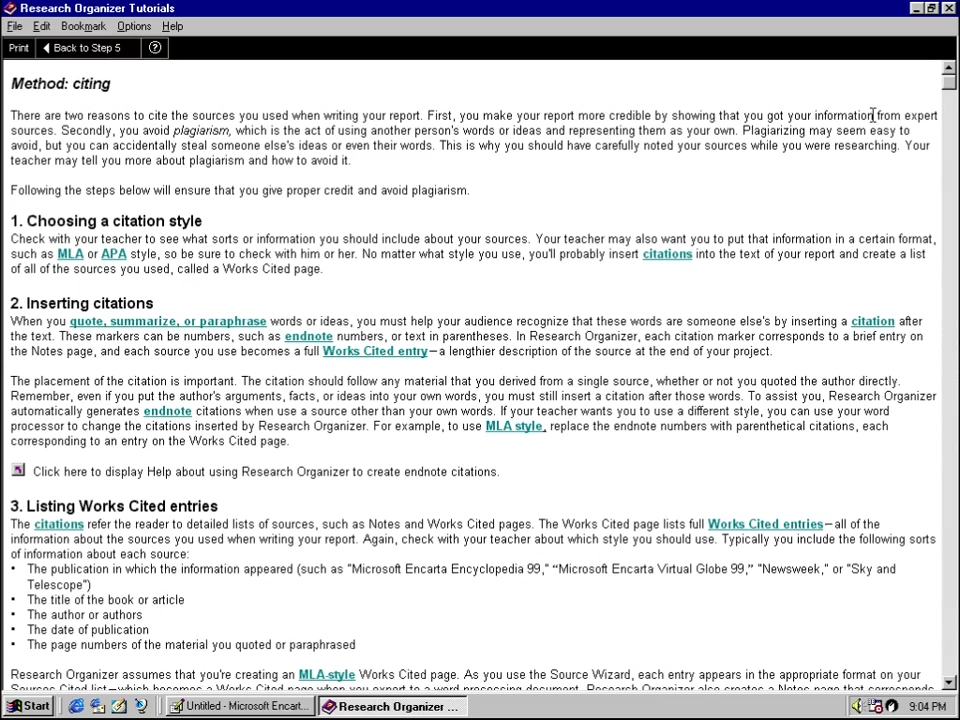 Research Organizer Tutorials
File Edit Bookmark Options Help
Print Back to Step 5 ?
Method: citing
There are two reasons to cite the sources you used when writing your report. First, you make your report more credible by showing that you got your information from expert
sources. Secondly, you avoid plagiarism, which is the act of using another person's words or ideas and representing them as your own. Plagiarizing may seem easy to
avoid, but you can accidentally steal someone else's ideas or even their words. This is why you should have carefully noted your sources while you were researching. Your
teacher may tell you more about plagiarism and how to avoid it.
Following the steps below will ensure that you give proper credit and avoid plagiarism.
1. Choosing a citation style
Check with your teacher to see what sorts or information you should include about your sources. Your teacher may also want you to put that information in a certain format,
such as MLA or APA style, so be sure to check with him or her. No matter what style you use, you'll probably insert citations into the text of your report and create a list
of all of the sources you used, called a Works Cited page.
2. Inserting citations
When you quote, summarize, or paraphrase words or ideas, you must help your audience recognize that these words are someone else's by inserting a citation after
the text. These markers can be numbers, such as endnote numbers, or text in parentheses. In Research Organizer, each citation marker corresponds to a brief entry on
the Notes page, and each source you use becomes a full Works Cited entry—a lengthier description of the source at the end of your project.
The placement of the citation is important. The citation should follow any material that you derived from a single source, whether or not you quoted the author directly.
Remember, even if you put the author's arguments, facts, or ideas into your own words, you must still insert a citation after those words. To assist you, Research Organizer
automatically generates endnote citations when use a source other than your own words. If your teacher wants you to use a different style, you can use your word
processor to change the citations inserted by Research Organizer. For example, to use MLA style, replace the endnote numbers with parenthetical citations, each
corresponding to an entry on the Works Cited page.
Click here to display Help about using Research Organizer to create endnote citations.
3. Listing Works Cited entries
The citations refer the reader to detailed lists of sources, such as Notes and Works Cited pages. The Works Cited page lists full Works Cited entries—all of the
information about the sources you used when writing your report. Again, check with your teacher about which style you should use. Typically you include the following sorts
of information about each source:
• The publication in which the information appeared (such as "Microsoft Encarta Encyclopedia 99," “Microsoft Encarta Virtual Globe 99,” "Newsweek," or "Sky and
Telescope")
• The title of the book or article
• The author or authors
• The date of publication
• The page numbers of the material you quoted or paraphrased
Research Organizer assumes that you're creating an MLA-style Works Cited page. As you use the Source Wizard, each entry appears in the appropriate format on your
Sources Cited list—which becomes a Works Cited page when you export to a word processing document. Research Organizer also creates a Notes page that corresponds
Start Untitled - Microsoft Encart... Research Organizer ... 9:04 PM